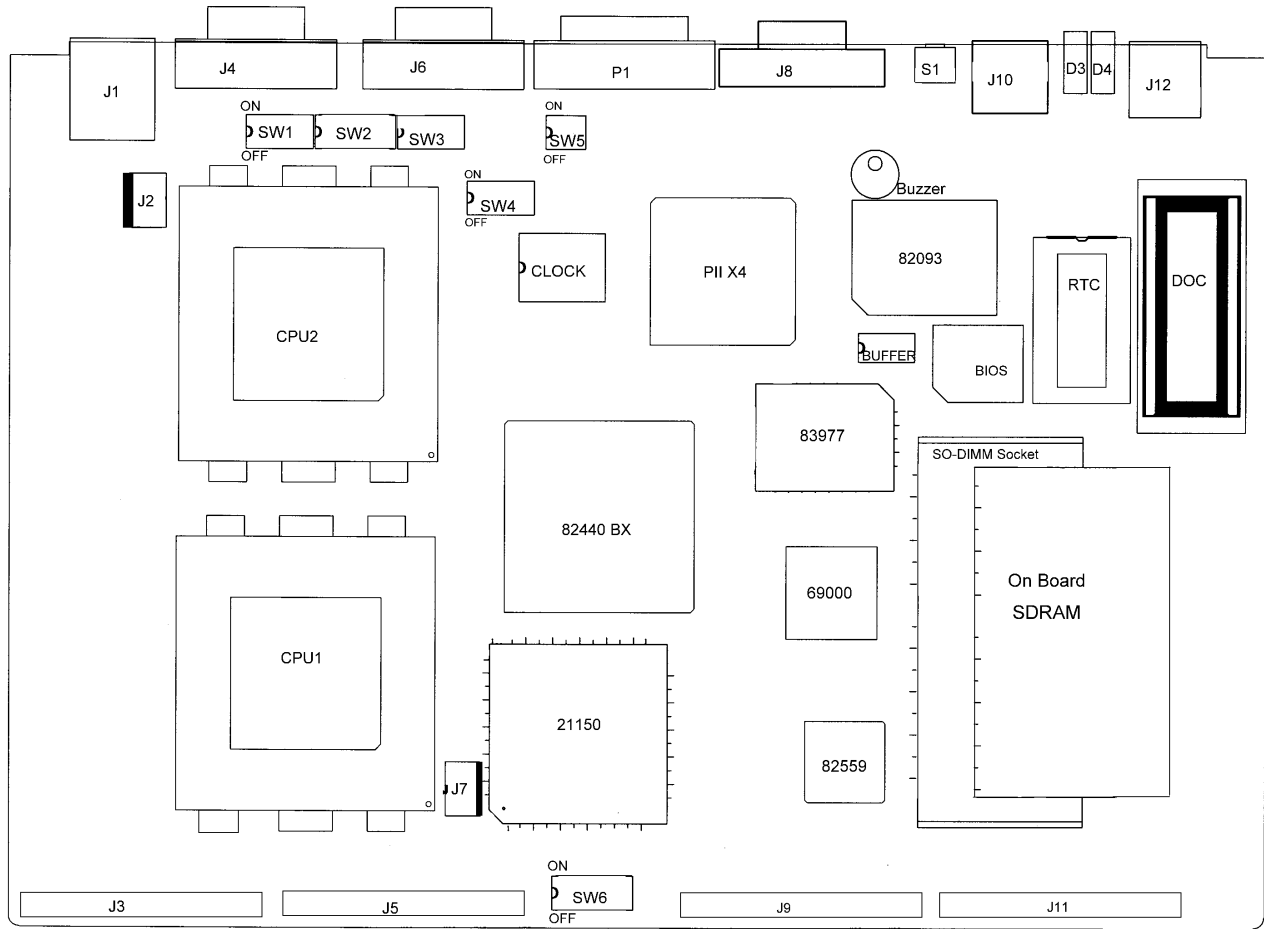 J1
J4
J6
P1
J8
S1
J10
D3
D4
J12
ON
SW1
SW2
SW3
OFF
ON
SW5
OFF
J2
ON
SW4
OFF
Buzzer
CLOCK
PII X4
82093
RTC
DOC
CPU2
BUFFER
BIOS
83977
SO-DIMM Socket
82440 BX
69000
On Board
SDRAM
CPU1
21150
82559
J7
ON
SW6
OFF
J3
J5
J9
J11